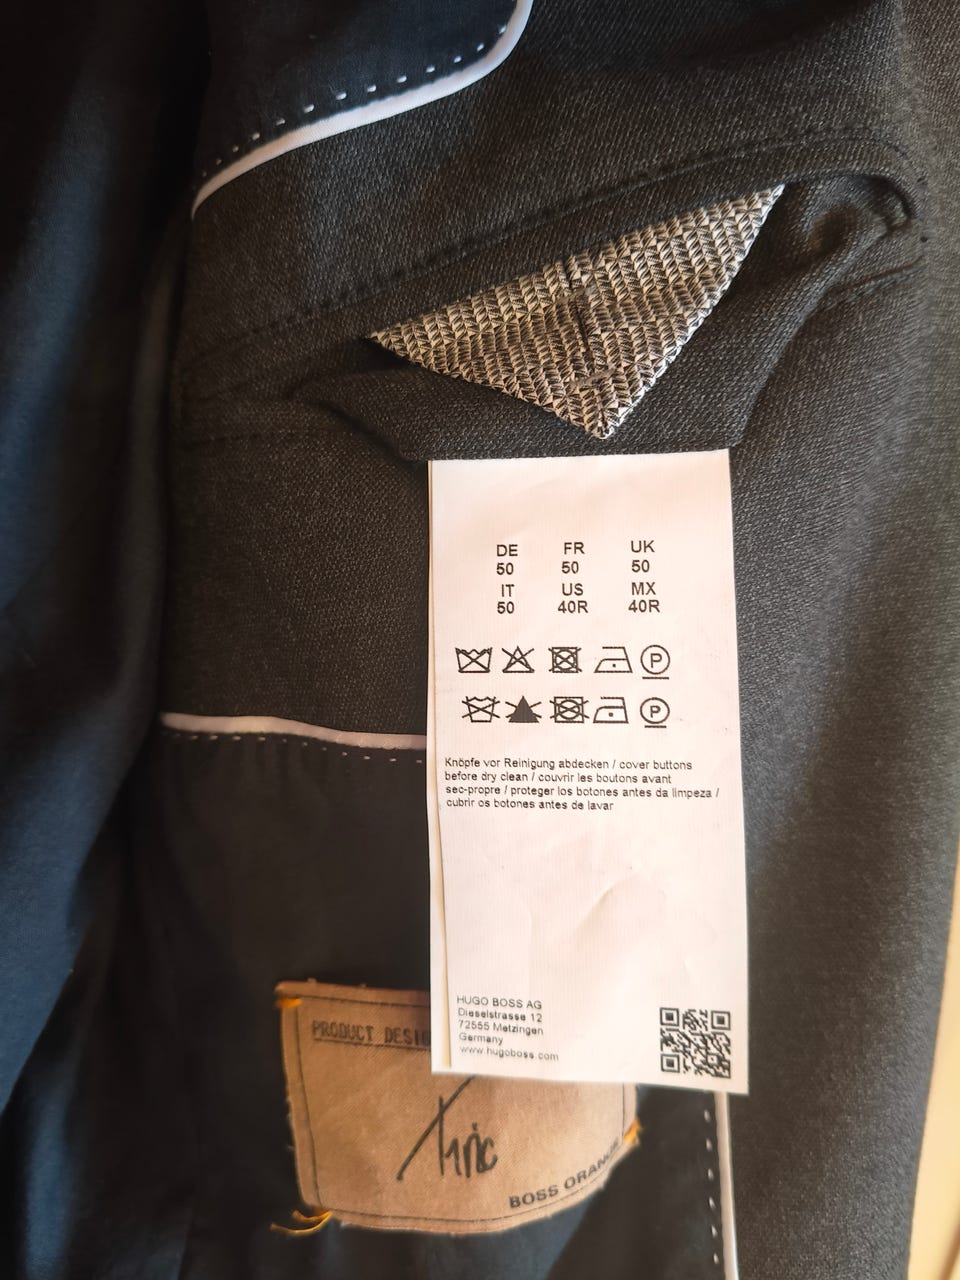 DE FR UK
50 50 50
IT US MX
50 40R 40R
P
P
Knöpfe vor Reinigung abdecken / cover buttons
before dry clean / couvrir les boutons avant
sec-propre / proteger los botones antes da limpeza /
cubrir os botones antes de lavar
HUGO BOSS AG
Dieselstrasse 12
72555 Metzingen
Germany
www.hugoboss.com
PRODUCT DESIG
BOSS ORANGE